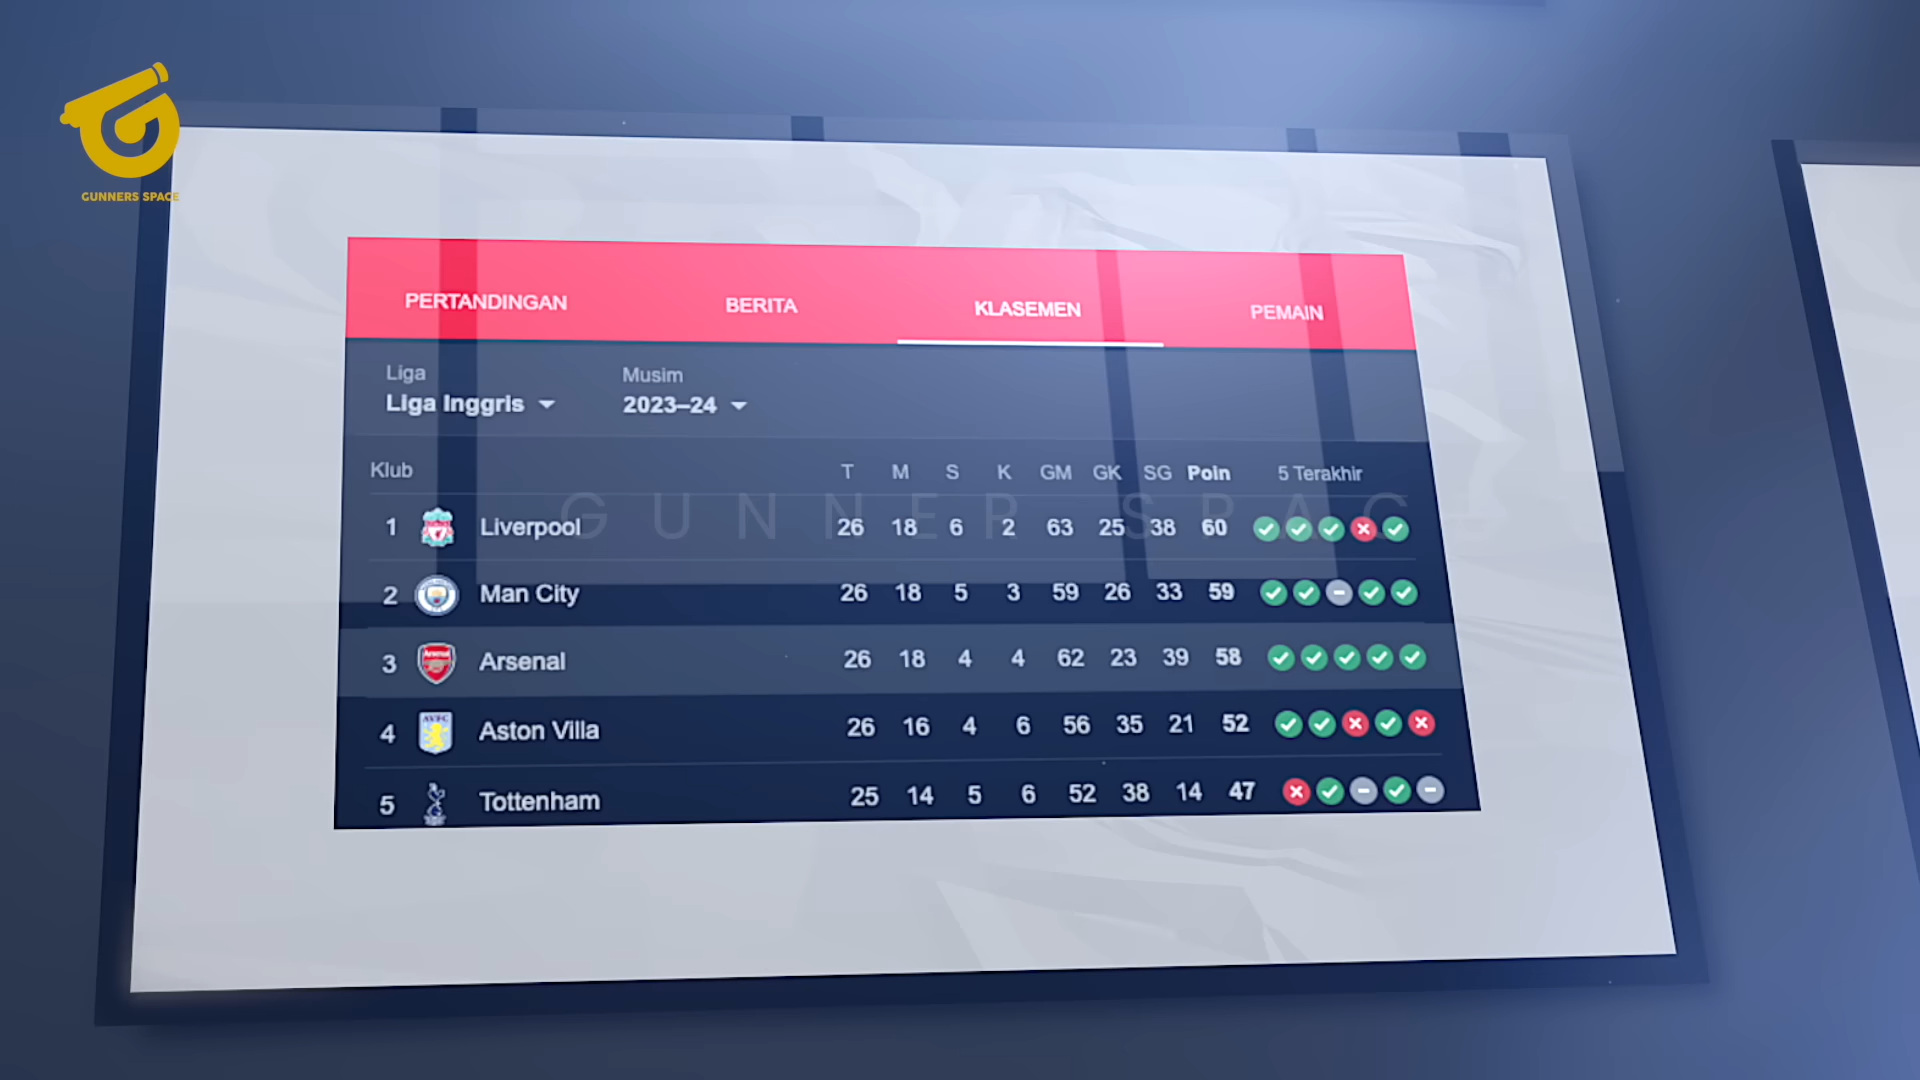 GUNNERS SPACE
PERTANDINGAN BERITA KLASEMEN PEMAIN
Liga Musim
Liga Inggris 2023–24
Klub T M S K GM GK SG Poin 5 Terakhir
GUNNER SPAC
1 Liverpool 26 18 6 2 63 25 38 60
2 Man City 26 18 5 3 59 26 33 59
3 Arsenal 26 18 4 4 62 23 39 58
4 AVFC Aston Villa 26 16 4 6 56 35 21 52
5 Tottenham 25 14 5 6 52 38 14 47